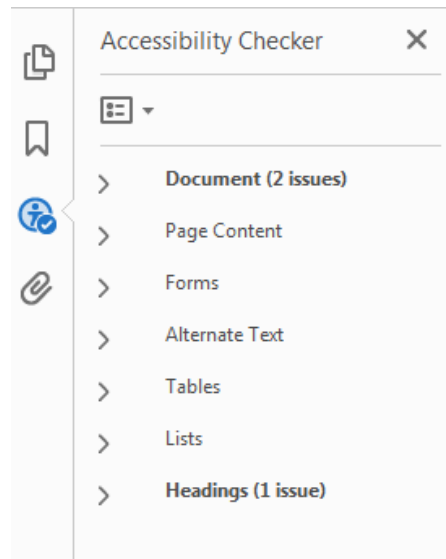 Accessibility Checker
Document (2 issues)
Page Content
Forms
Alternate Text
Tables
Lists
Headings (1 issue)